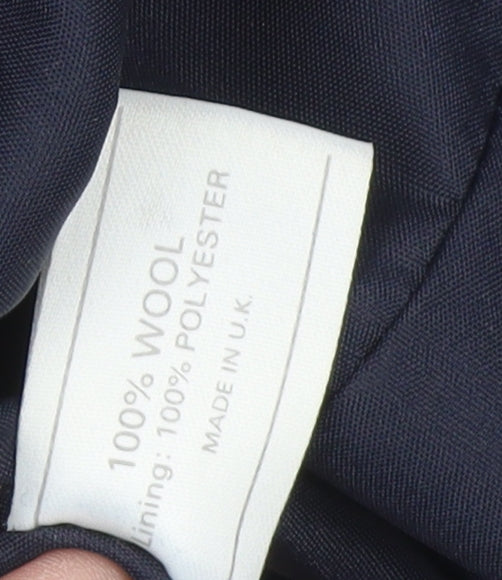 100% WOOL
Lining: 100% POLYESTER
MADE IN U.K.